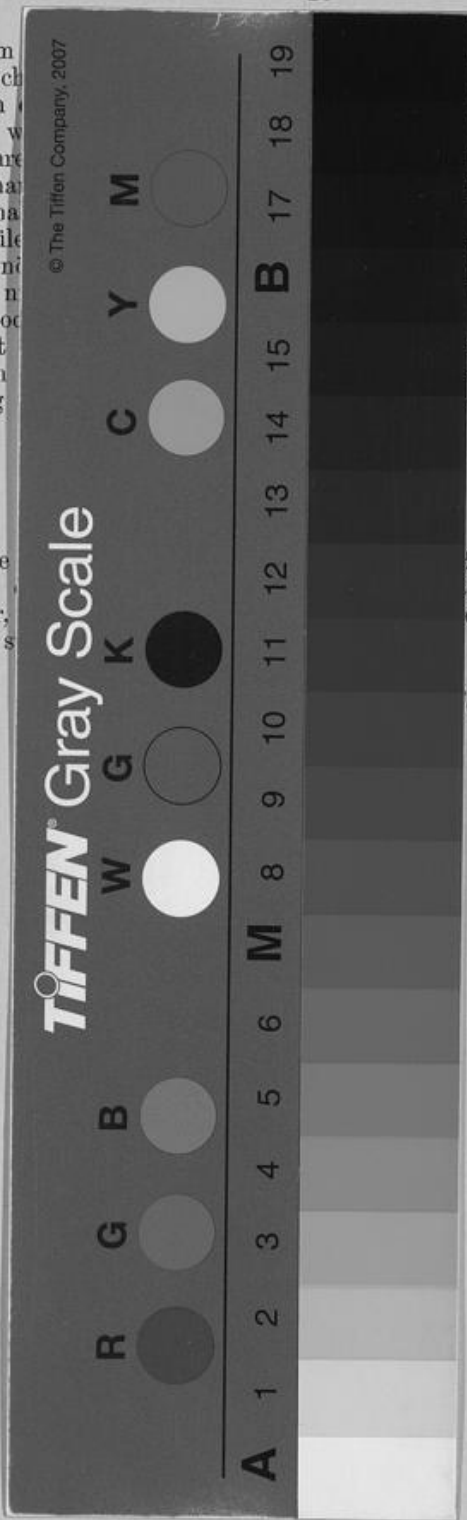 TIFFEN® Gray Scale
© The Tiffen Company, 2007
R G B W G K C Y M
A 1 2 3 4 5 6 M 8 9 10 11 12 13 14 15 B 17 18 19